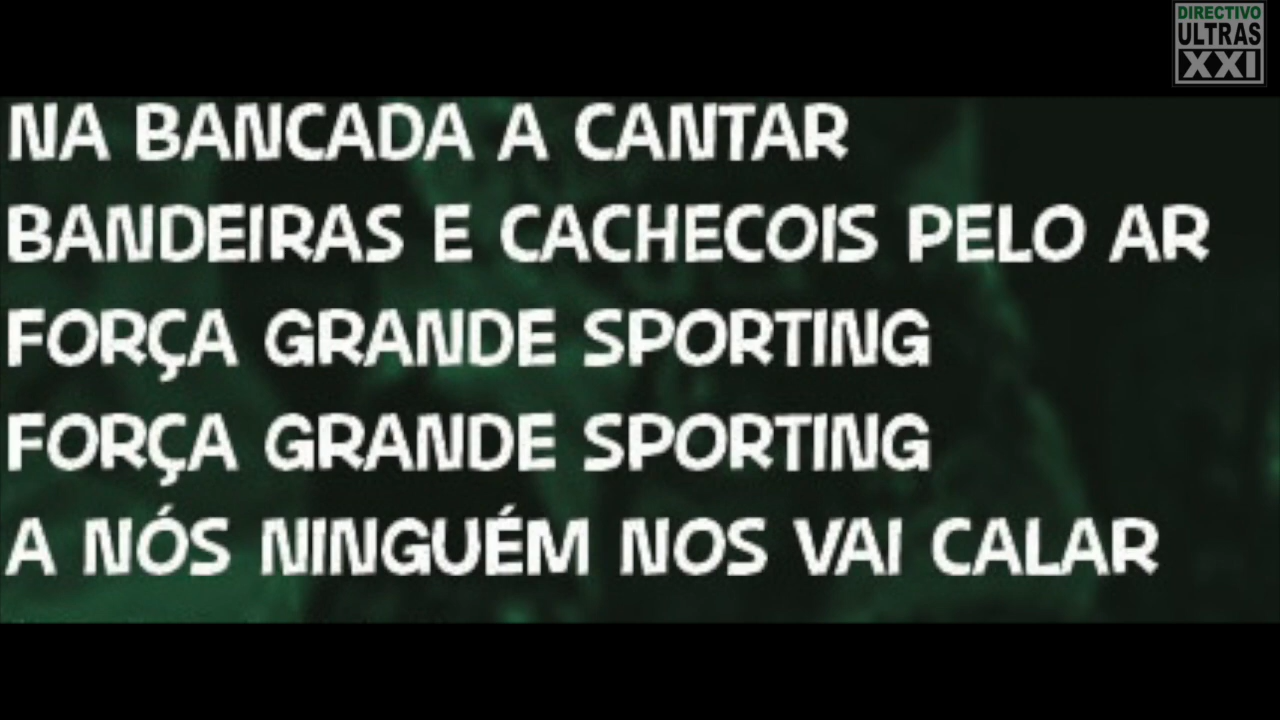 DIRECTIVO
ULTRAS
XXI
NA BANCADA A CANTAR
BANDEIRAS E CACHECOIS PELO AR
FORÇA GRANDE SPORTING
FORÇA GRANDE SPORTING
A NÓS NINGUÉM NOS VAI CALAR